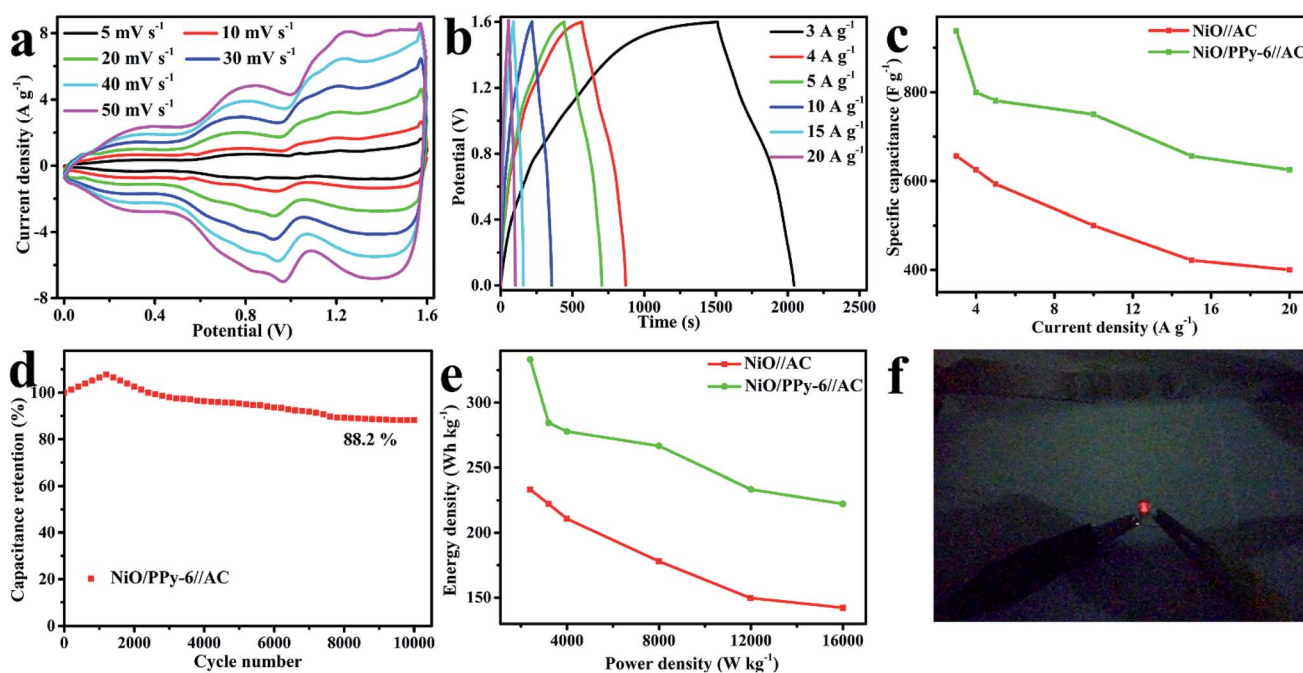 a
5 mV s⁻¹ 10 mV s⁻¹
20 mV s⁻¹ 30 mV s⁻¹
40 mV s⁻¹
50 mV s⁻¹
8
4
0
-4
-8
Current density (A g⁻¹)
0.0 0.4 0.8 1.2 1.6
Potential (V)
b
3 A g⁻¹
4 A g⁻¹
5 A g⁻¹
10 A g⁻¹
15 A g⁻¹
20 A g⁻¹
1.6
1.2
0.8
0.4
0.0
Potential (V)
0 500 1000 1500 2000 2500
Time (s)
c
NiO//AC
NiO/PPy-6//AC
800
600
400
Specific capacitance (F g⁻¹)
4 8 12 16 20
Current density (A g⁻¹)
d
100
80
60
40
20
0
Capacitance retention (%)
88.2 %
NiO/PPy-6//AC
0 2000 4000 6000 8000 10000
Cycle number
e
NiO//AC
NiO/PPy-6//AC
300
250
200
150
Energy density (Wh kg⁻¹)
4000 8000 12000 16000
Power density (W kg⁻¹)
f